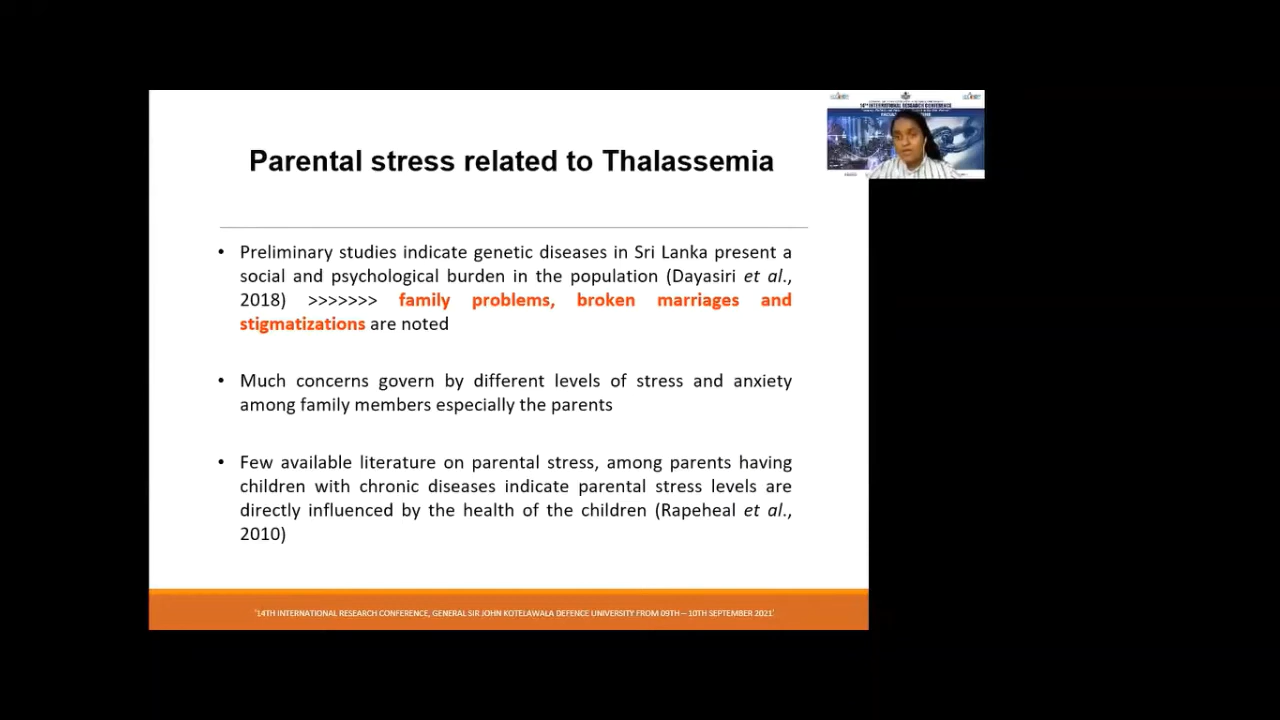 Parental stress related to Thalassemia
14TH INTERNATIONAL RESEARCH CONFERENCE
• Preliminary studies indicate genetic diseases in Sri Lanka present a
social and psychological burden in the population (Dayasiri et al.,
2018) >>>>>>> family problems, broken marriages and
stigmatizations are noted
• Much concerns govern by different levels of stress and anxiety
among family members especially the parents
• Few available literature on parental stress, among parents having
children with chronic diseases indicate parental stress levels are
directly influenced by the health of the children (Rapeheal et al.,
2010)
'14TH INTERNATIONAL RESEARCH CONFERENCE, GENERAL SIR JOHN KOTELAWALA DEFENCE UNIVERSITY FROM 09TH – 10TH SEPTEMBER 2021'